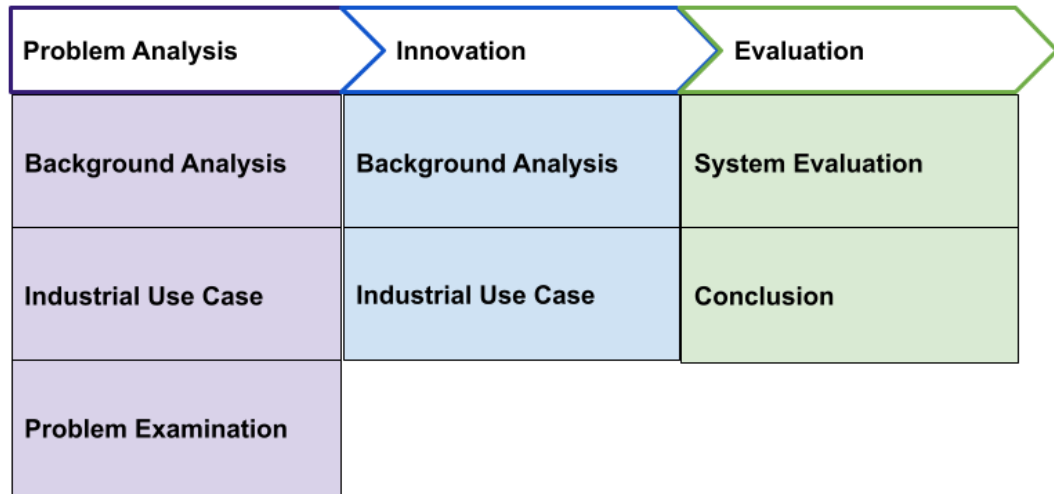 Problem Analysis
Innovation
Evaluation
Background Analysis
Background Analysis
System Evaluation
Industrial Use Case
Industrial Use Case
Conclusion
Problem Examination